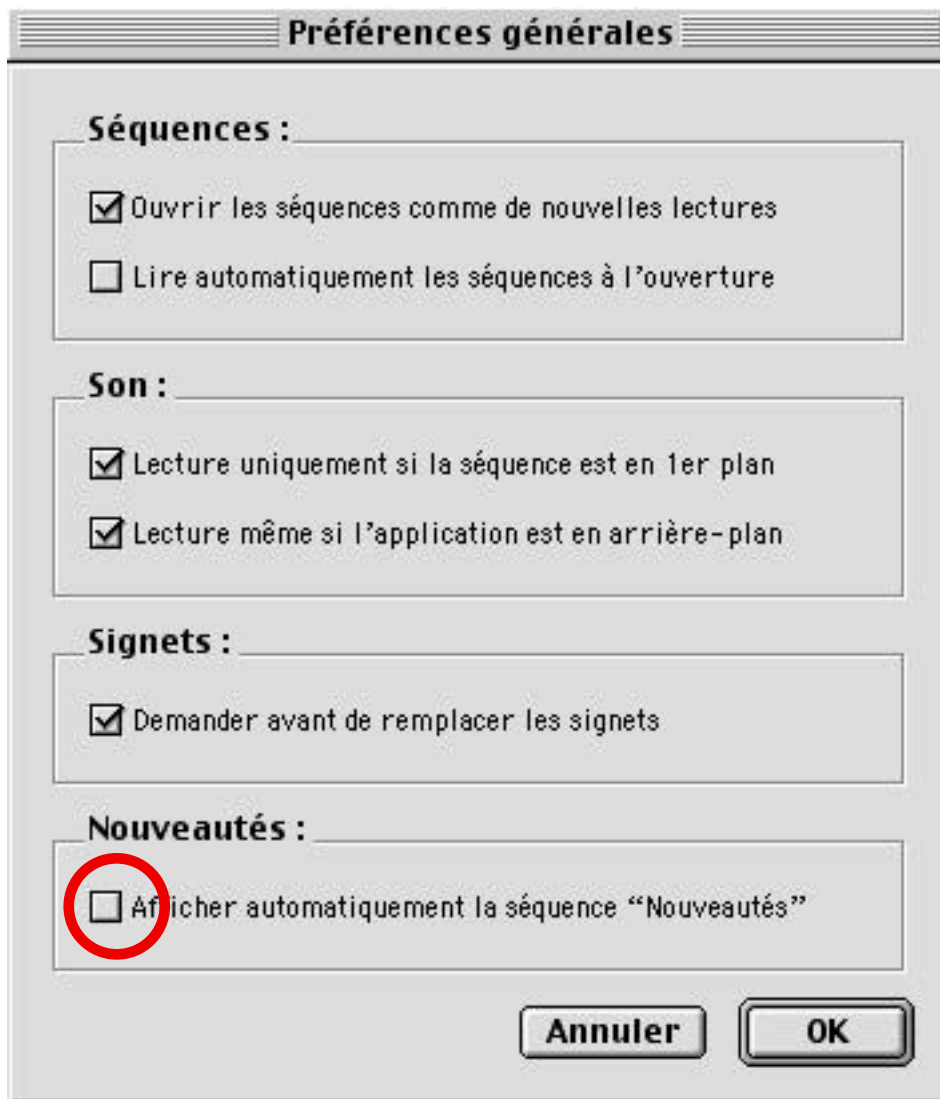 Préférences générales
Séquences :
Ouvrir les séquences comme de nouvelles lectures
Lire automatiquement les séquences à l'ouverture
Son :
Lecture uniquement si la séquence est en 1er plan
Lecture même si l'application est en arrière-plan
Signets :
Demander avant de remplacer les signets
Nouveautés :
Afficher automatiquement la séquence “Nouveautés”
Annuler OK